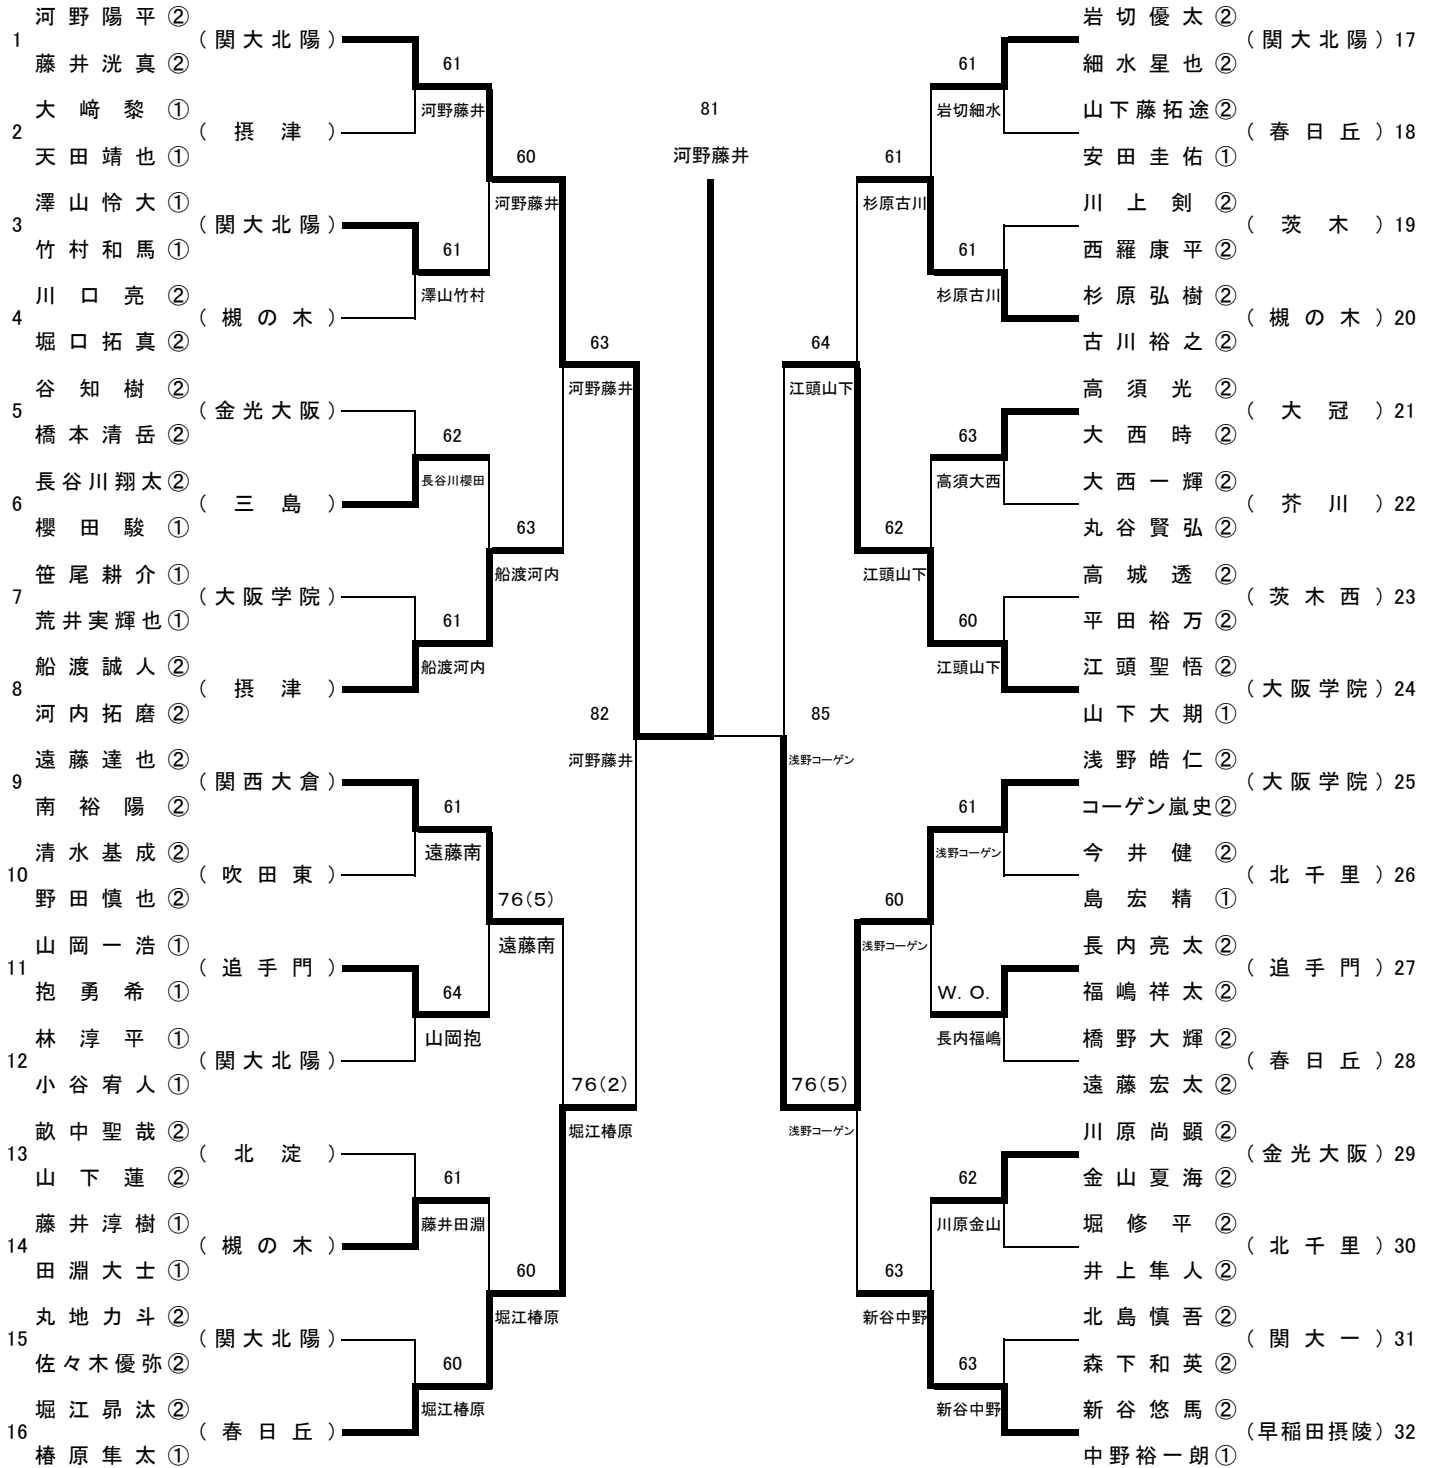 河野陽平②
1 (関大北陽)
藤井洸真②
大﨑黎①
2 (摂津)
天田靖也①
澤山怜大①
3 (関大北陽)
竹村和馬①
川口亮②
4 (槻の木)
堀口拓真②
谷知樹②
5 (金光大阪)
橋本清岳②
長谷川翔太②
6 (三島)
櫻田駿①
笹尾耕介①
7 (大阪学院)
荒井実輝也①
船渡誠人②
8 (摂津)
河内拓磨②
遠藤達也②
9 (関西大倉)
南裕陽②
清水基成②
10 (吹田東)
野田慎也②
山岡一浩①
11 (追手門)
抱勇希①
林淳平①
12 (関大北陽)
小谷宥人①
畝中聖哉②
13 (北淀)
山下蓮②
藤井淳樹①
14 (槻の木)
田淵大士①
丸地力斗②
15 (関大北陽)
佐々木優弥②
堀江昴汰②
16 (春日丘)
椿原隼太①
61
河野藤井
61
澤山竹村
62
長谷川櫻田
61
船渡河内
61
遠藤南
64
山岡抱
61
藤井田淵
60
堀江椿原
60
河野藤井
63
船渡河内
76(5)
遠藤南
60
堀江椿原
63
河野藤井
76(2)
堀江椿原
82
河野藤井
81
河野藤井
85
浅野コーゲン
64
江頭山下
76(5)
浅野コーゲン
61
杉原古川
62
江頭山下
60
浅野コーゲン
63
新谷中野
61
岩切細水
61
杉原古川
63
高須大西
60
江頭山下
61
浅野コーゲン
W.O.
長内福嶋
62
川原金山
63
新谷中野
岩切優太②
(関大北陽) 17
細水星也②
山下藤拓途②
(春日丘) 18
安田圭佑①
川上剣②
(茨木) 19
西羅康平②
杉原弘樹②
(槻の木) 20
古川裕之②
高須光②
(大冠) 21
大西時②
大西一輝②
(芥川) 22
丸谷賢弘②
高城透②
(茨木西) 23
平田裕万②
江頭聖悟②
(大阪学院) 24
山下大期①
浅野皓仁②
(大阪学院) 25
コーゲン嵐史②
今井健②
(北千里) 26
島宏精①
長内亮太②
(追手門) 27
福嶋祥太②
橋野大輝②
(春日丘) 28
遠藤宏太②
川原尚顕②
(金光大阪) 29
金山夏海②
堀修平②
(北千里) 30
井上隼人②
北島慎吾②
(関大一) 31
森下和英②
新谷悠馬②
(早稲田摂陵) 32
中野裕一朗①